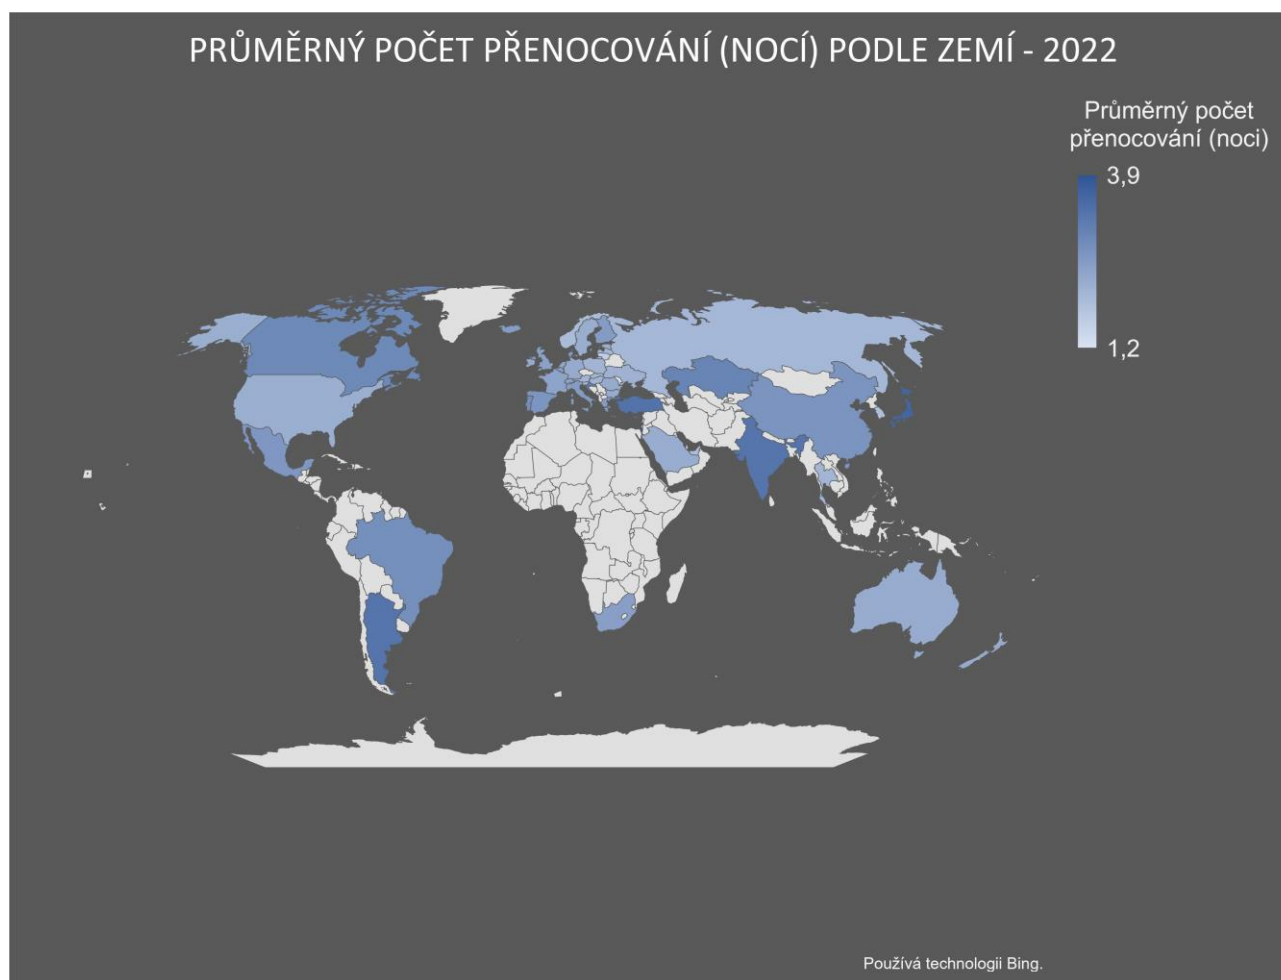 PRŮMĚRNÝ POČET PŘENOCOVÁNÍ (NOCÍ) PODLE ZEMÍ - 2022
Průměrný počet
přenocování (noci)
3,9
1,2
Používá technologii Bing.